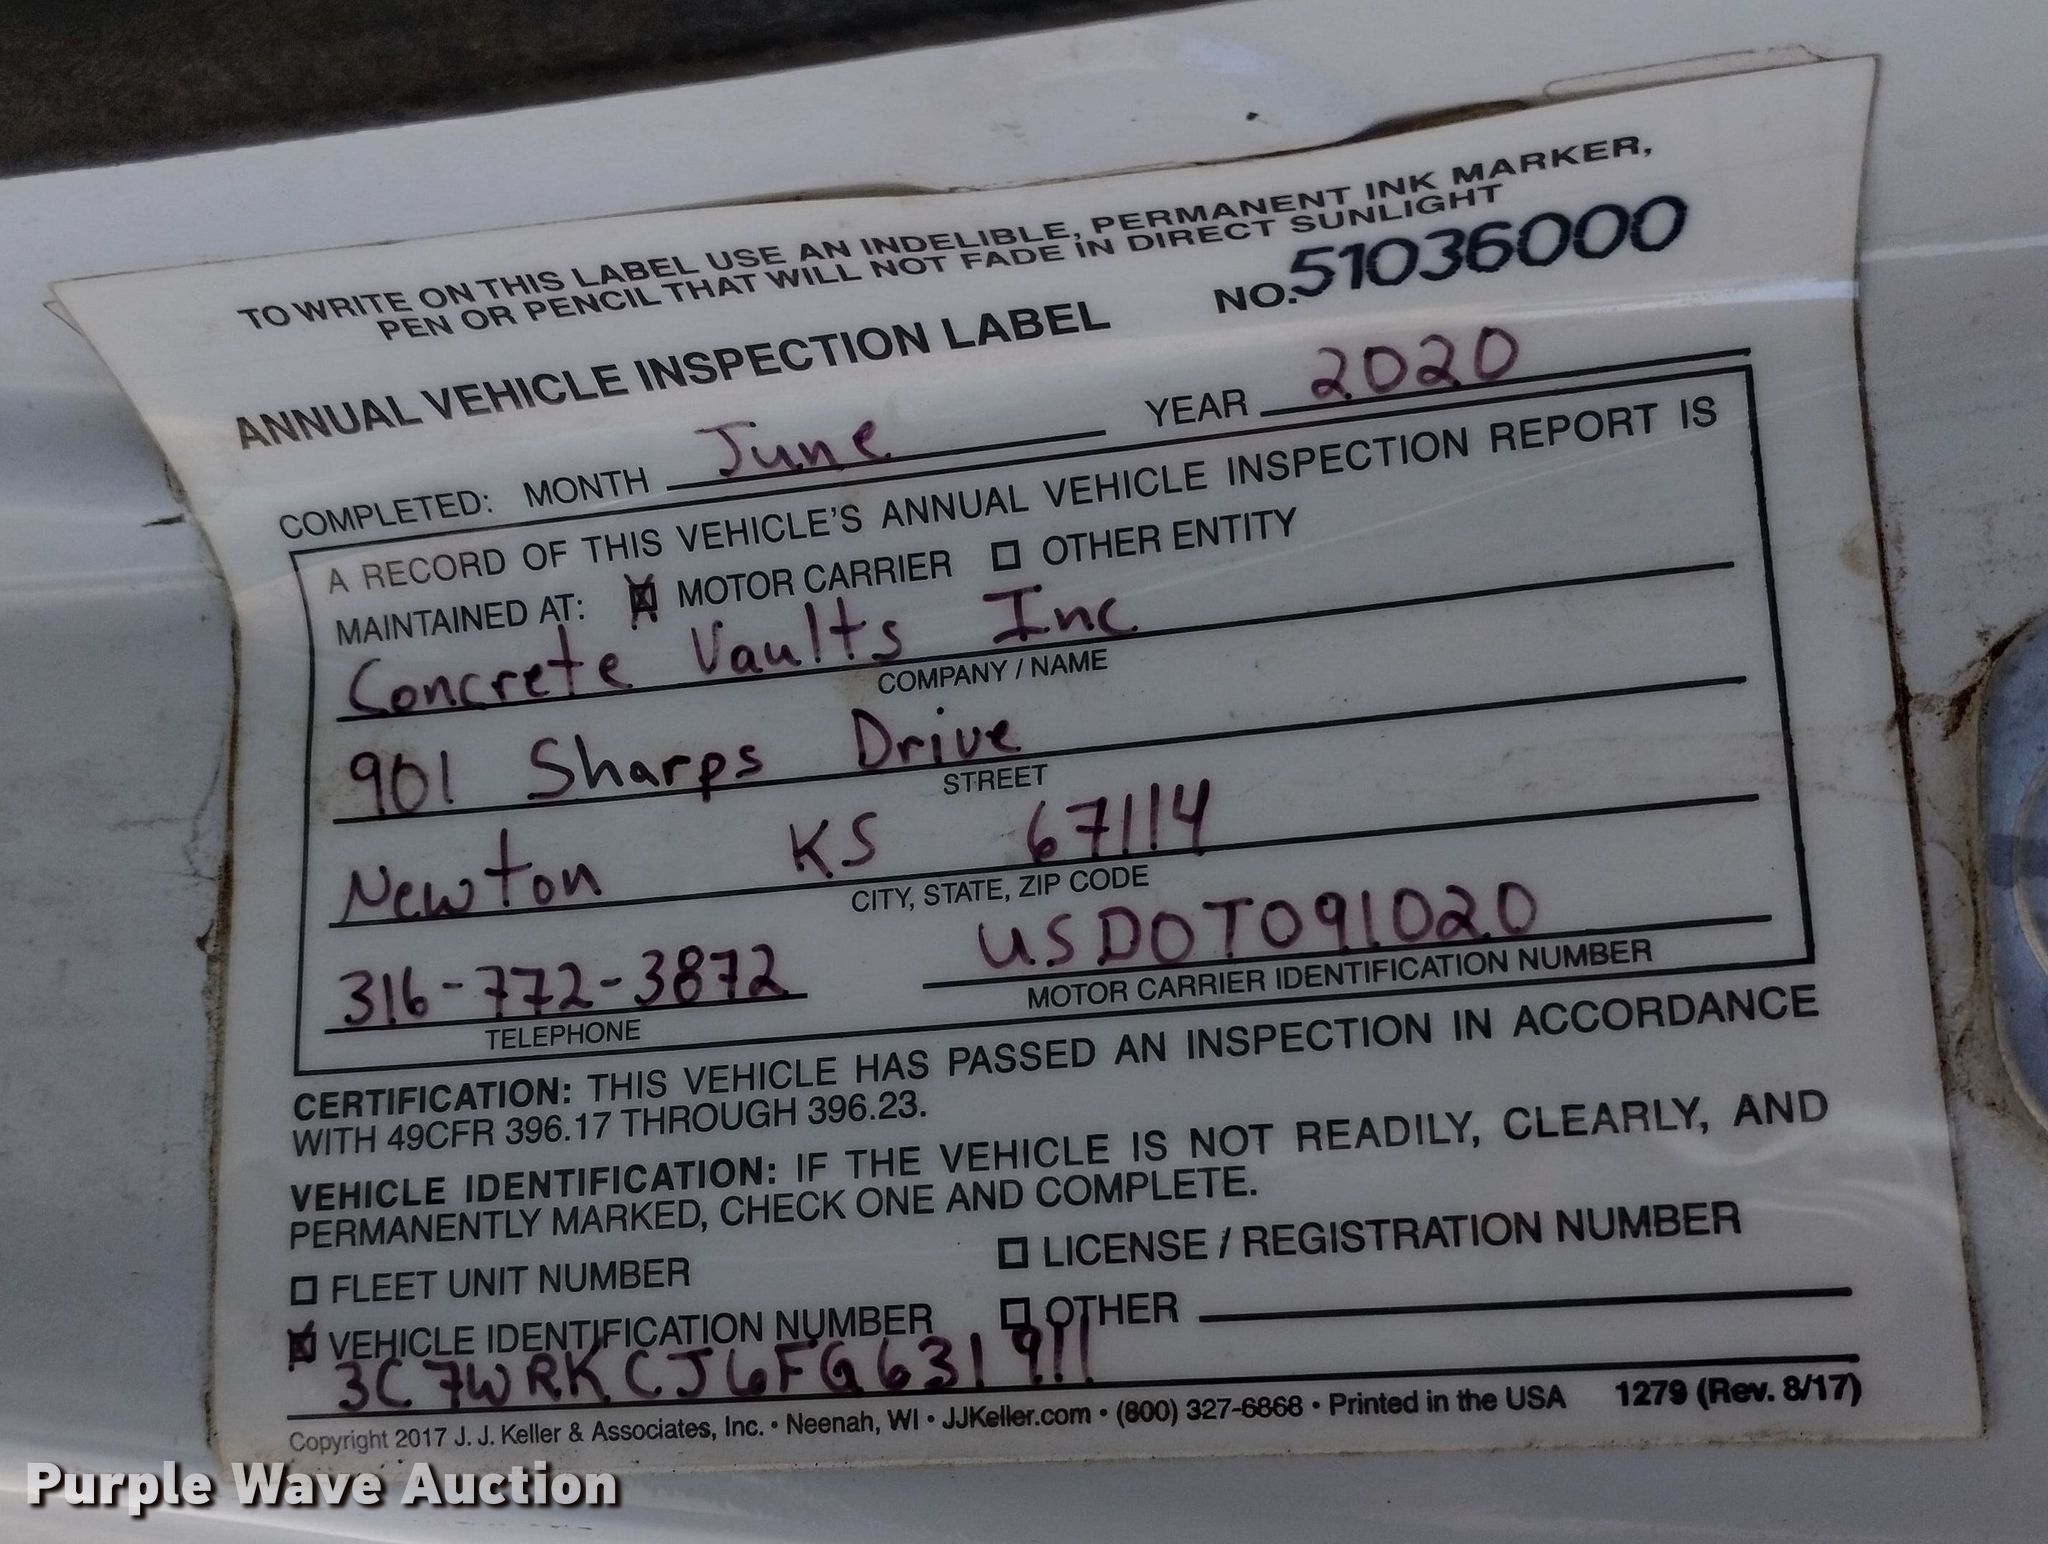 TO WRITE ON THIS LABEL USE AN INDELIBLE, PERMANENT INK MARKER,
PEN OR PENCIL THAT WILL NOT FADE IN DIRECT SUNLIGHT
ANNUAL VEHICLE INSPECTION LABEL NO. 51036000
COMPLETED: MONTH June YEAR 2020
A RECORD OF THIS VEHICLE'S ANNUAL VEHICLE INSPECTION REPORT IS
MAINTAINED AT: MOTOR CARRIER OTHER ENTITY
Concrete Vaults Inc
COMPANY / NAME
901 Sharps Drive
STREET
Newton KS 67114
CITY, STATE, ZIP CODE
316-772-3872 USDOT091020
TELEPHONE MOTOR CARRIER IDENTIFICATION NUMBER
CERTIFICATION: THIS VEHICLE HAS PASSED AN INSPECTION IN ACCORDANCE
WITH 49CFR 396.17 THROUGH 396.23.
VEHICLE IDENTIFICATION: IF THE VEHICLE IS NOT READILY, CLEARLY, AND
PERMANENTLY MARKED, CHECK ONE AND COMPLETE.
FLEET UNIT NUMBER LICENSE / REGISTRATION NUMBER
VEHICLE IDENTIFICATION NUMBER OTHER
3C7WRKCJ6FG631911
Copyright 2017 J. J. Keller & Associates, Inc. • Neenah, WI • JJKeller.com • (800) 327-6868 • Printed in the USA 1279 (Rev. 8/17)
Purple Wave Auction